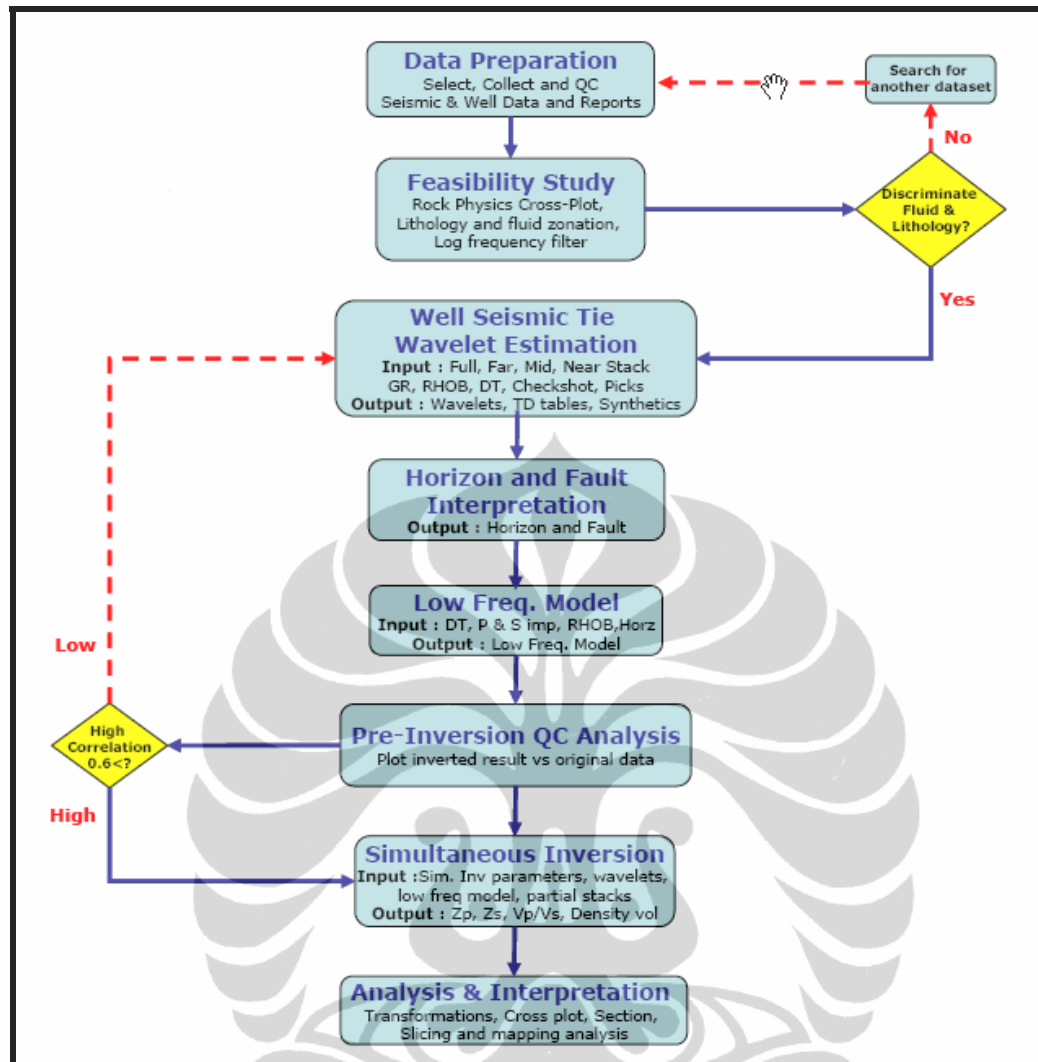 Data Preparation
Select, Collect and QC
Seismic & Well Data and Reports
Search for
another dataset
No
Feasibility Study
Rock Physics Cross-Plot,
Lithology and fluid zonation,
Log frequency filter
Discriminate
Fluid &
Lithology?
Yes
Well Seismic Tie
Wavelet Estimation
Input : Full, Far, Mid, Near Stack
GR, RHOB, DT, Checkshot, Picks
Output : Wavelets, TD tables, Synthetics
Horizon and Fault
Interpretation
Output : Horizon and Fault
Low Freq. Model
Input : DT, P & S imp, RHOB,Horz
Output : Low Freq. Model
Low
High
Correlation
0.6<?
Pre-Inversion QC Analysis
Plot inverted result vs original data
High
Simultaneous Inversion
Input :Sim. Inv parameters, wavelets,
low freq model, partial stacks
Output : Zp, Zs, Vp/Vs, Density vol
Analysis & Interpretation
Transformations, Cross plot, Section,
Slicing and mapping analysis